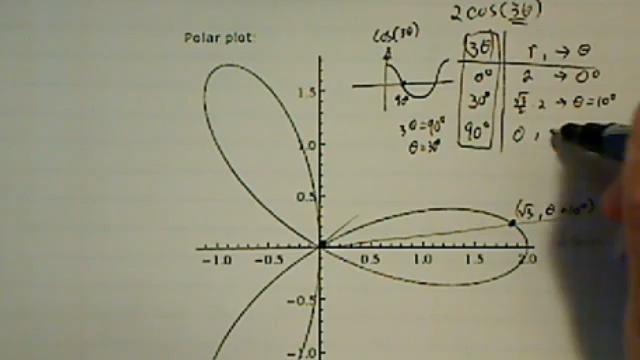 2cos(3θ)
Polar plot:
cos(3θ)
3θ r, → θ
0° 2 → 0°
90°
30° √3/2 · 2 → θ=10°
3θ=90°
θ=30°
90° 0,
(√3, θ=10°)
1.5
1.0
0.5
-1.0 -0.5 0.5 1.0 1.5 2.0
-0.5
-1.0